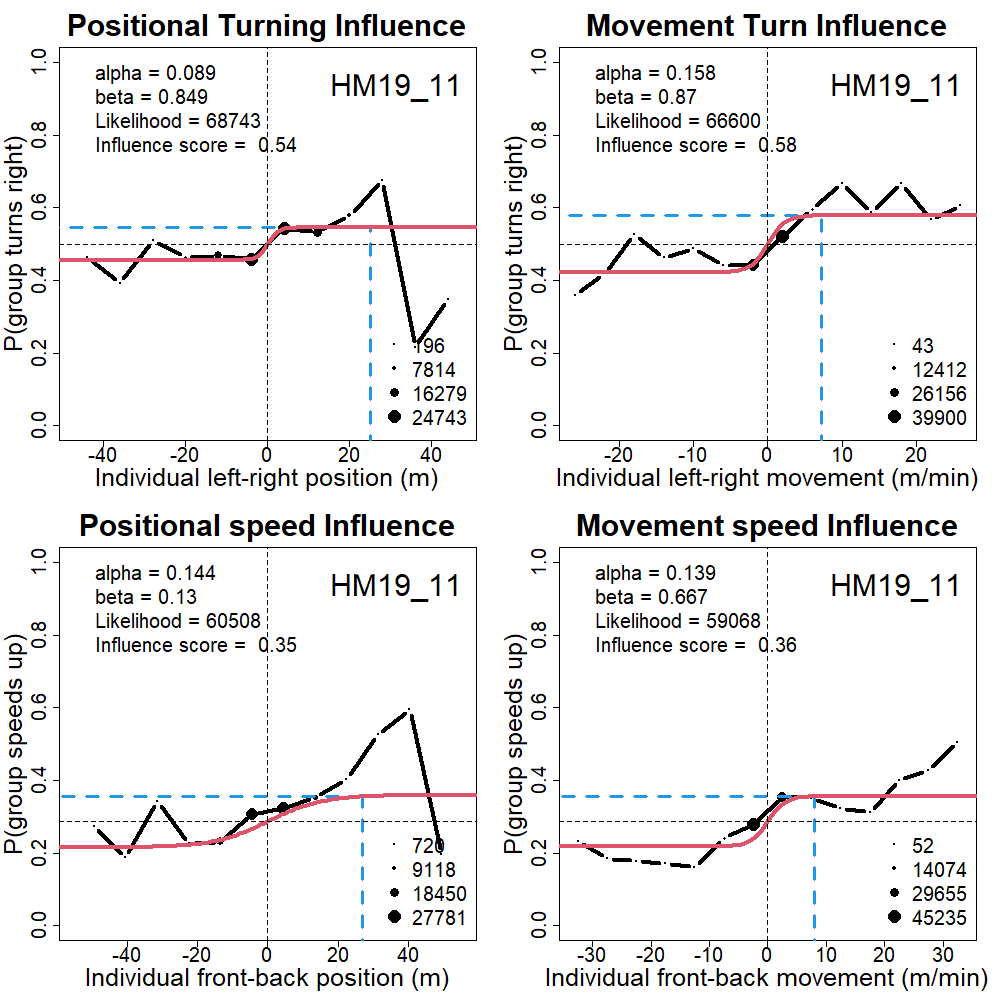 Positional Turning Influence
alpha = 0.089
beta = 0.849
Likelihood = 68743
Influence score = 0.54
HM19_11
P(group turns right)
0.0
0.2
0.4
0.6
0.8
1.0
196
7814
16279
24743
-40
-20
0
20
40
Individual left-right position (m)
Movement Turn Influence
alpha = 0.158
beta = 0.87
Likelihood = 66600
Influence score = 0.58
HM19_11
P(group turns right)
0.0
0.2
0.4
0.6
0.8
1.0
43
12412
26156
39900
-20
-10
0
10
20
Individual left-right movement (m/min)
Positional speed Influence
alpha = 0.144
beta = 0.13
Likelihood = 60508
Influence score = 0.35
HM19_11
P(group speeds up)
0.0
0.2
0.4
0.6
0.8
1.0
720
9118
18450
27781
-40
-20
0
20
40
Individual front-back position (m)
Movement speed Influence
alpha = 0.139
beta = 0.667
Likelihood = 59068
Influence score = 0.36
HM19_11
P(group speeds up)
0.0
0.2
0.4
0.6
0.8
1.0
52
14074
29655
45235
-30
-20
-10
0
10
20
30
Individual front-back movement (m/min)